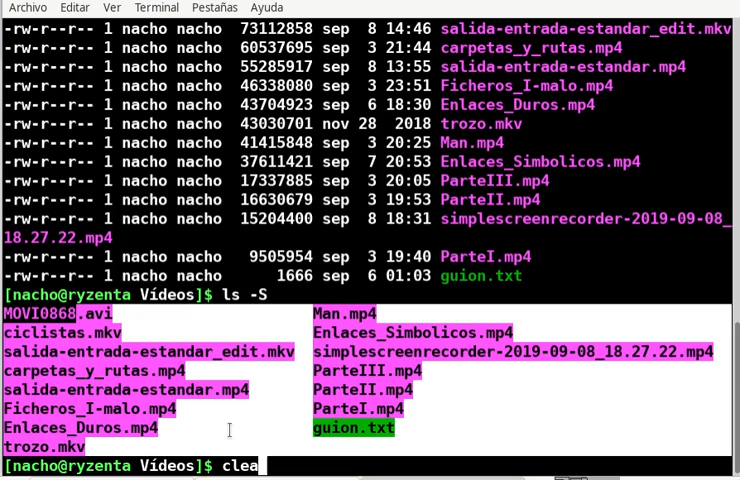 Archivo Editar Ver Terminal Pestañas Ayuda
-rw-r--r-- 1 nacho nacho 73112858 sep 8 14:46 salida-entrada-estandar_edit.mkv
-rw-r--r-- 1 nacho nacho 60537695 sep 3 21:44 carpetas_y_rutas.mp4
-rw-r--r-- 1 nacho nacho 55285917 sep 8 13:55 salida-entrada-estandar.mp4
-rw-r--r-- 1 nacho nacho 46338080 sep 3 23:51 Ficheros_I-malo.mp4
-rw-r--r-- 1 nacho nacho 43704923 sep 6 18:30 Enlaces_Duros.mp4
-rw-r--r-- 1 nacho nacho 43030701 nov 28 2018 trozo.mkv
-rw-r--r-- 1 nacho nacho 41415848 sep 3 20:25 Man.mp4
-rw-r--r-- 1 nacho nacho 37611421 sep 7 20:53 Enlaces_Simbolicos.mp4
-rw-r--r-- 1 nacho nacho 17337885 sep 3 20:05 ParteIII.mp4
-rw-r--r-- 1 nacho nacho 16630679 sep 3 19:53 ParteII.mp4
-rw-r--r-- 1 nacho nacho 15204400 sep 8 18:31 simplescreenrecorder-2019-09-08_
18.27.22.mp4
-rw-r--r-- 1 nacho nacho 9505954 sep 3 19:40 ParteI.mp4
-rw-r--r-- 1 nacho nacho 1666 sep 6 01:03 guion.txt
[nacho@ryzenta Vídeos]$ ls -S
MOVI0868.avi Man.mp4
ciclistas.mkv Enlaces_Simbolicos.mp4
salida-entrada-estandar_edit.mkv simplescreenrecorder-2019-09-08_18.27.22.mp4
carpetas_y_rutas.mp4 ParteIII.mp4
salida-entrada-estandar.mp4 ParteII.mp4
Ficheros_I-malo.mp4 ParteI.mp4
Enlaces_Duros.mp4 guion.txt
trozo.mkv
[nacho@ryzenta Vídeos]$ clea